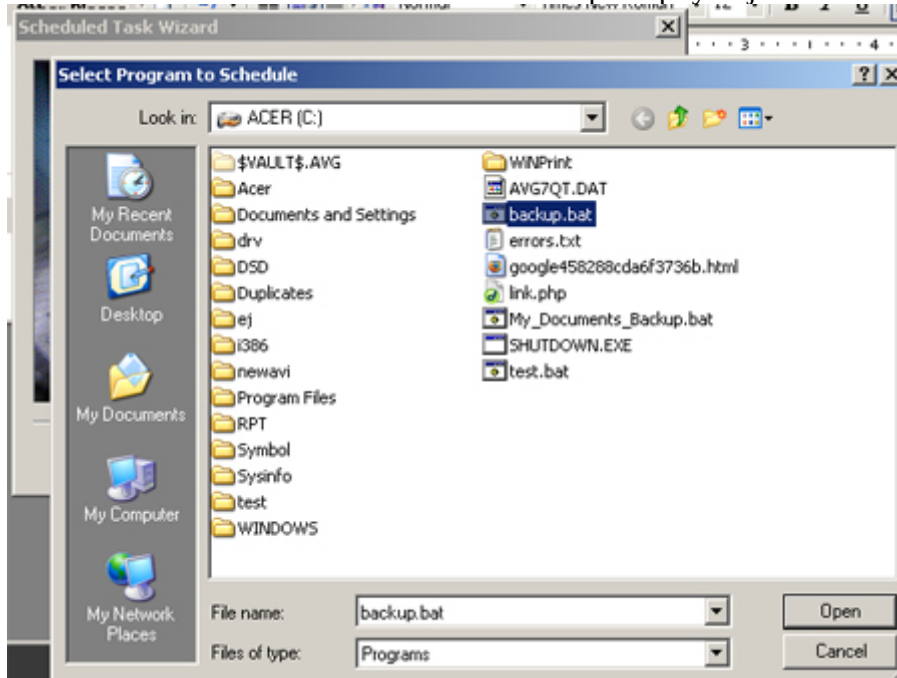 Normal
Times New Roman
12
B
I
U
Scheduled Task Wizard
3
4
Select Program to Schedule
Look in:
ACER (C:)
My Recent
Documents
Desktop
My Documents
My Computer
My Network
Places
$VAULT$.AVG
Acer
Documents and Settings
drv
DSD
Duplicates
ej
i386
newavi
Program Files
RPT
Symbol
Sysinfo
test
WINDOWS
WINPrint
AVG7QT.DAT
backup.bat
errors.txt
google458288cda6f3736b.html
link.php
My_Documents_Backup.bat
SHUTDOWN.EXE
test.bat
File name:
backup.bat
Open
Files of type:
Programs
Cancel